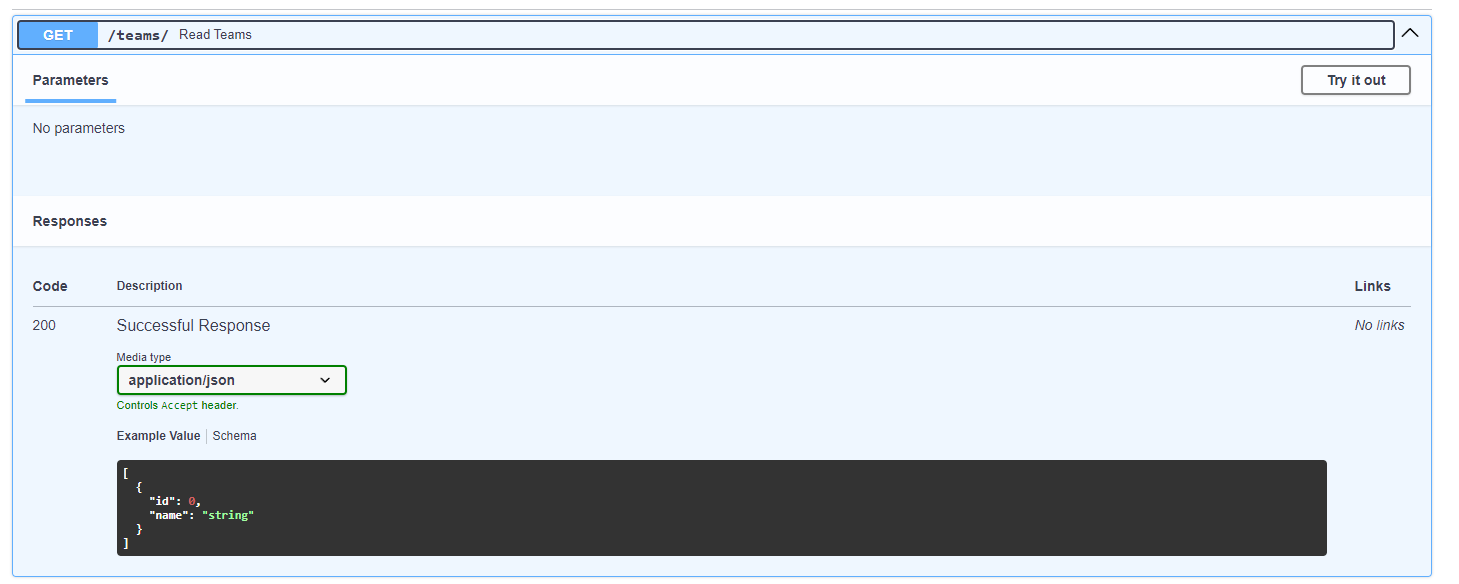 GET /teams/ Read Teams
Parameters
Try it out
No parameters
Responses
Code Description Links
200 Successful Response No links
Media type
application/json
Controls Accept header.
Example Value Schema
[
  {
    "id": 0,
    "name": "string"
  }
]